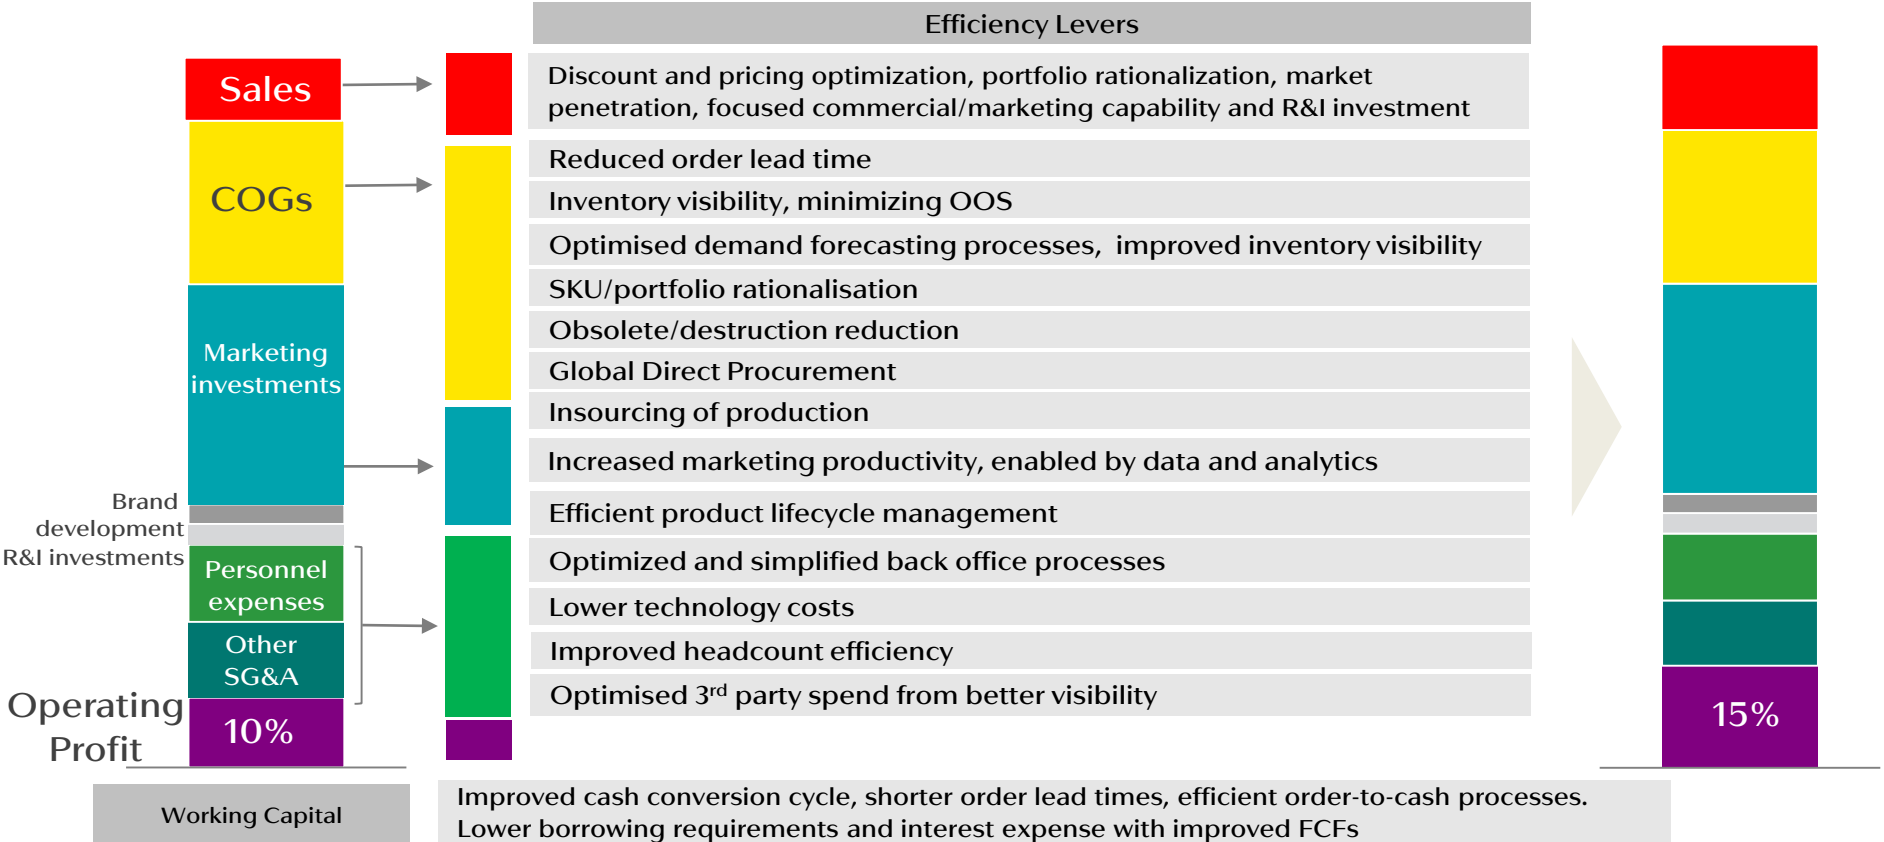 Efficiency Levers
Sales
Discount and pricing optimization, portfolio rationalization, market
penetration, focused commercial/marketing capability and R&I investment
COGs
Reduced order lead time
Inventory visibility, minimizing OOS
Optimised demand forecasting processes, improved inventory visibility
SKU/portfolio rationalisation
Obsolete/destruction reduction
Global Direct Procurement
Insourcing of production
Marketing
investments
Increased marketing productivity, enabled by data and analytics
Efficient product lifecycle management
Brand
development
R&I investments
Personnel
expenses
Other
SG&A
Optimized and simplified back office processes
Lower technology costs
Improved headcount efficiency
Optimised 3rd party spend from better visibility
Operating
Profit
10%
15%
Working Capital
Improved cash conversion cycle, shorter order lead times, efficient order-to-cash processes.
Lower borrowing requirements and interest expense with improved FCFs